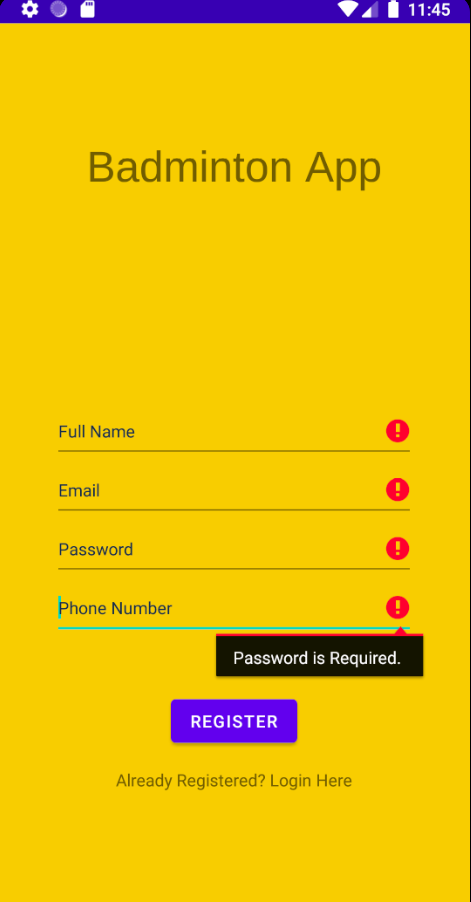 11:45
Badminton App
Full Name
Email
Password
Phone Number
Password is Required.
REGISTER
Already Registered? Login Here